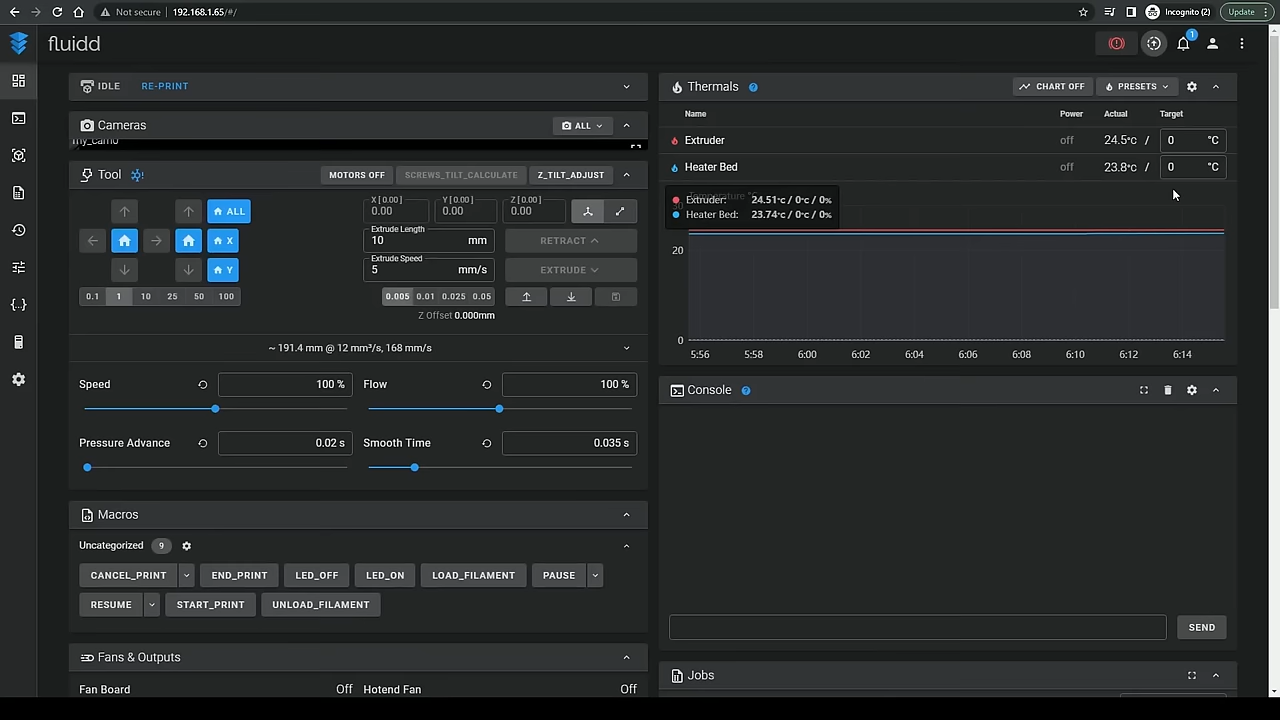 Not secure | 192.168.1.65/#/
Incognito (2)
Update
fluidd
1
IDLE RE-PRINT
Cameras ALL
my_cam0
Tool MOTORS OFF SCREWS_TILT_CALCULATE Z_TILT_ADJUST
ALL
X [ 0.00 ] Y [ 0.00 ] Z [ 0.00 ]
0.00 0.00 0.00
X
Extrude Length
10 mm
RETRACT
Y
Extrude Speed
5 mm/s
EXTRUDE
0.1 1 10 25 50 100
0.005 0.01 0.025 0.05
Z Offset 0.000mm
~ 191.4 mm @ 12 mm³/s, 168 mm/s
Speed 100 % Flow 100 %
Pressure Advance 0.02 s Smooth Time 0.035 s
Macros
Uncategorized 9
CANCEL_PRINT END_PRINT LED_OFF LED_ON LOAD_FILAMENT PAUSE
RESUME START_PRINT UNLOAD_FILAMENT
Fans & Outputs
Fan Board Off Hotend Fan Off
Thermals CHART OFF PRESETS
Name Power Actual Target
Extruder off 24.5°C / 0 °C
Heater Bed off 23.8°C / 0 °C
Temperature °C
Extruder: 24.51°C / 0°C / 0%
Heater Bed: 23.74°C / 0°C / 0%
30
20
0
5:56 5:58 6:00 6:02 6:04 6:06 6:08 6:10 6:12 6:14
Console
SEND
Jobs